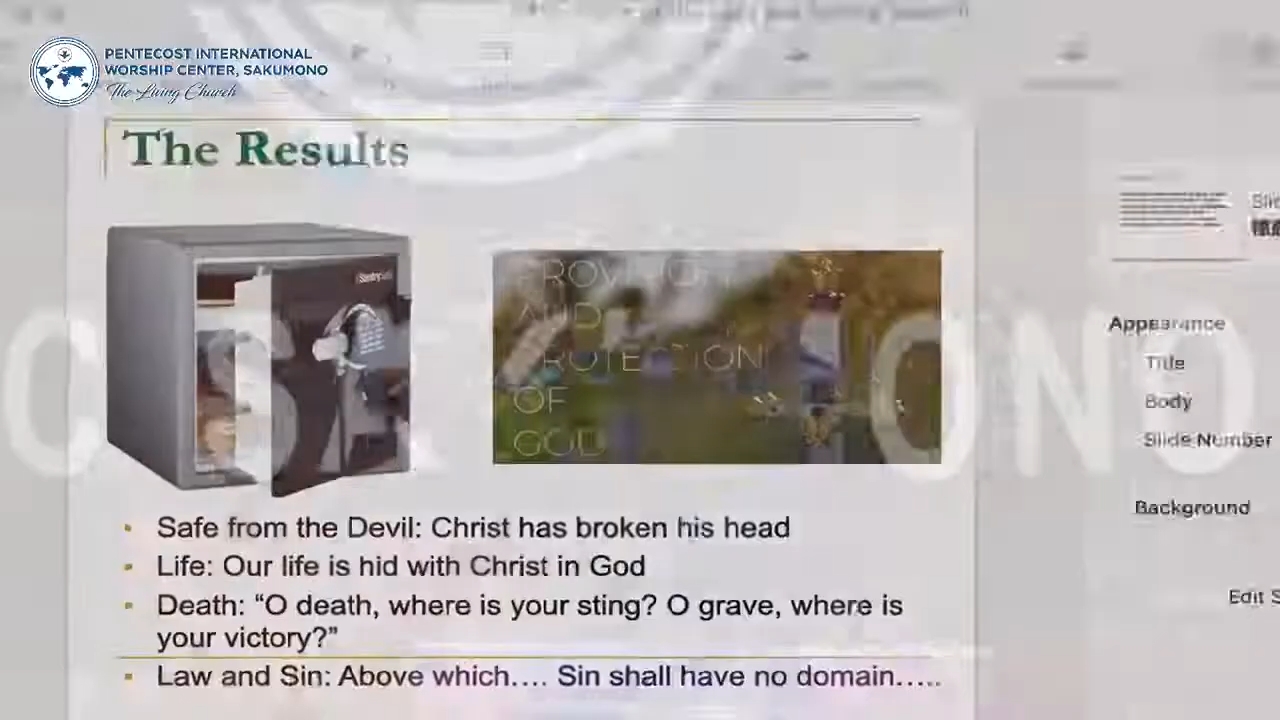 PENTECOST INTERNATIONAL
WORSHIP CENTER, SAKUMONO
The Living Church
The Results
AND
PROTECTION
OF
GOD
Appearance
Title
Body
Slide Number
Background
Edit
• Safe from the Devil: Christ has broken his head
• Life: Our life is hid with Christ in God
• Death: “O death, where is your sting? O grave, where is
your victory?”
• Law and Sin: Above which…. Sin shall have no domain…..